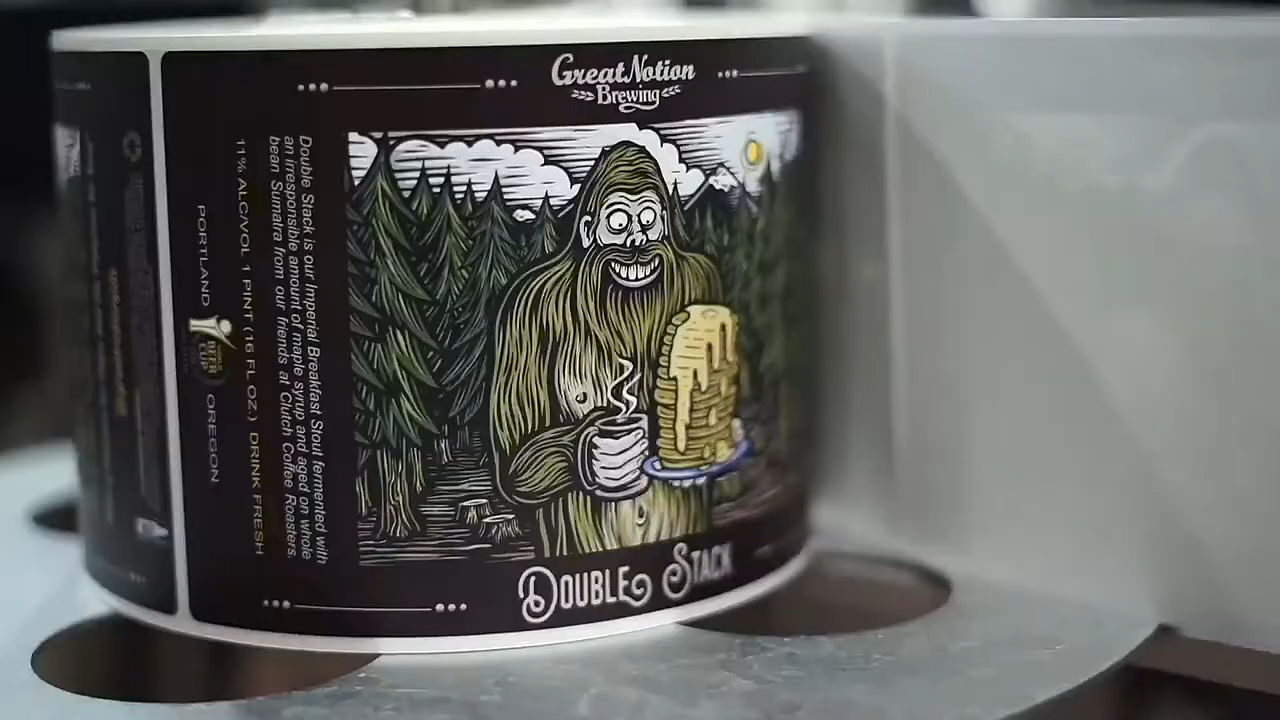 Great Notion
Brewing
Double Stack is our Imperial Breakfast Stout fermented with
an irresponsible amount of maple syrup and aged on whole
bean Sumatra from our friends at Clutch Coffee Roasters.
11% ALC/VOL 1 PINT (16 FL OZ.) DRINK FRESH
PORTLAND
BEER
CUP
OREGON
DOUBLE STACK